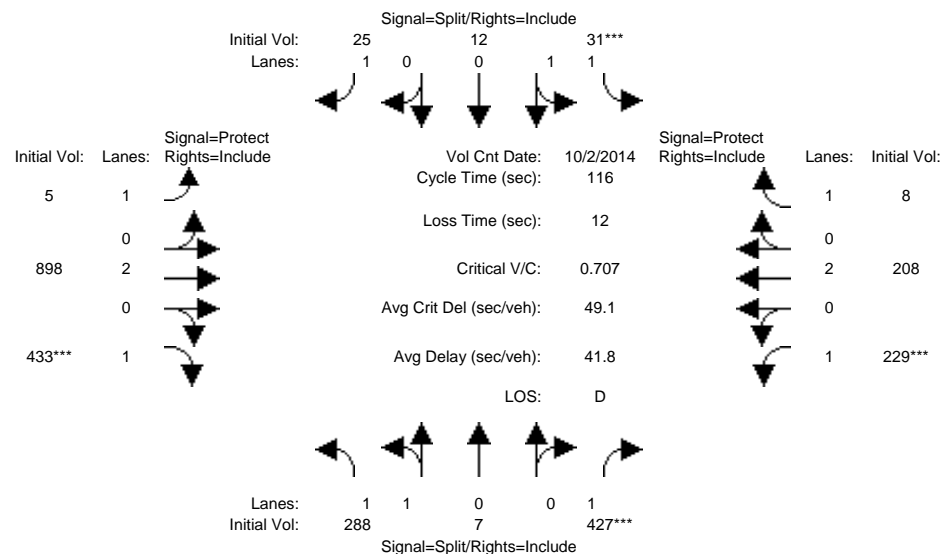 Signal=Split/Rights=Include
Initial Vol: 25 12 31***
Lanes: 1 0 0 1 1
Signal=Protect
Initial Vol: Lanes: Rights=Include
Vol Cnt Date: 10/2/2014
Signal=Protect
Rights=Include Lanes: Initial Vol:
Cycle Time (sec): 116
5 1
1 8
Loss Time (sec): 12
0
0
898 2
Critical V/C: 0.707
2 208
0
Avg Crit Del (sec/veh): 49.1
0
433*** 1
Avg Delay (sec/veh): 41.8
1 229***
LOS: D
Lanes: 1 1 0 0 1
Initial Vol: 288 7 427***
Signal=Split/Rights=Include